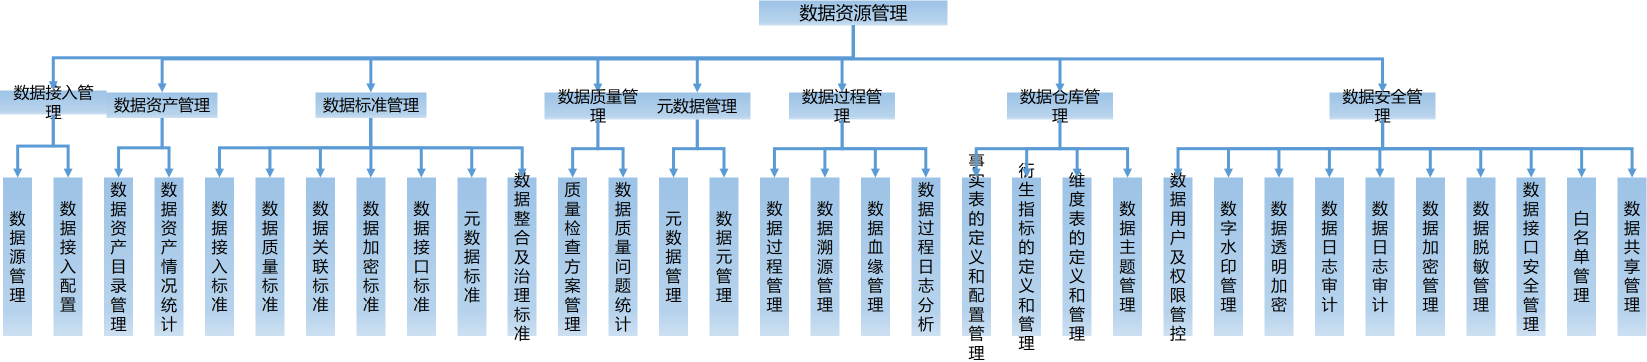 数据资源管理
数据接入管
理
数据资产管理
数据标准管理
数据质量管
理
元数据管理
数据过程管
理
数据仓库管
理
数据安全管
理
数据源管理
数据接入配置
数据资产目录管理
数据资产情况统计
数据接入标准
数据质量标准
数据关联标准
数据加密标准
数据接口标准
元数据标准
数据整合及治理标准
质量检查方案管理
数据质量问题统计
元数据管理
数据元管理
数据过程管理
数据溯源管理
数据血缘管理
数据过程日志分析
事实表的定义和配置管理
衍生指标的定义和管理
维度表的定义和管理
数据主题管理
数据用户及权限管控
数字水印管理
数据透明加密
数据日志审计
数据日志审计
数据加密管理
数据脱敏管理
数据接口安全管理
白名单管理
数据共享管理